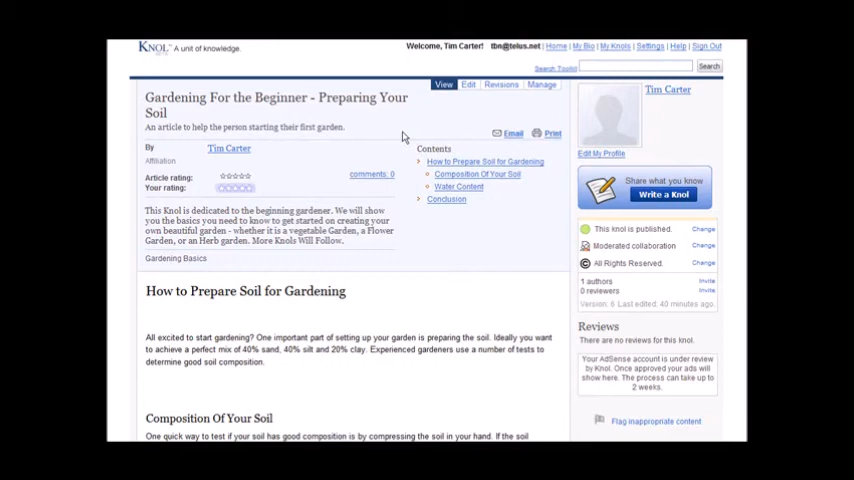 KNOL™ A unit of knowledge.
Welcome, Tim Carter! tbn@telus.net | Home | My Bio | My Knols | Settings | Help | Sign Out
Search Toolkit Search
View Edit Revisions Manage
Gardening For the Beginner - Preparing Your
Soil
An article to help the person starting their first garden.
Email Print
By Tim Carter
Affiliation
Article rating:
comments: 0
Your rating:
This Knol is dedicated to the beginning gardener. We will show
you the basics you need to know to get started on creating your
own beautiful garden - whether it is a vegetable Garden, a Flower
Garden, or an Herb garden. More Knols Will Follow.
Gardening Basics
Contents
How to Prepare Soil for Gardening
Composition Of Your Soil
Water Content
Conclusion
How to Prepare Soil for Gardening
All excited to start gardening? One important part of setting up your garden is preparing the soil. Ideally you want
to achieve a perfect mix of 40% sand, 40% silt and 20% clay. Experienced gardeners use a number of tests to
determine good soil composition.
Composition Of Your Soil
One quick way to test if your soil has good composition is by compressing the soil in your hand. If the soil
Tim Carter
Edit My Profile
Share what you know
Write a Knol
This knol is published. Change
Moderated collaboration Change
© All Rights Reserved. Change
1 authors Invite
0 reviewers Invite
Version: 6 Last edited: 40 minutes ago.
Reviews
There are no reviews for this knol.
Your AdSense account is under review
by Knol. Once approved your ads will
show here. The process can take up to
2 weeks.
Flag inappropriate content